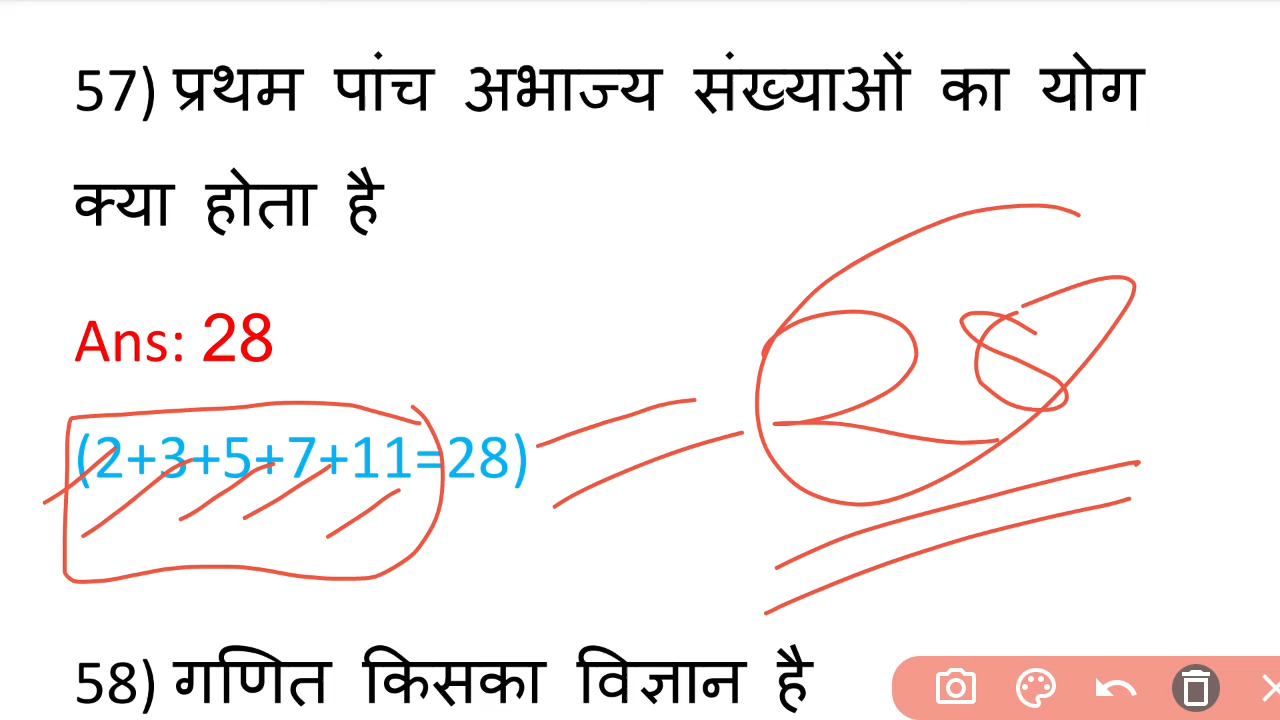 57) प्रथम पांच अभाज्य संख्याओं का योग
क्या होता है
Ans: 28
(2+3+5+7+11=28)
28
58) गणित किसका विज्ञान है